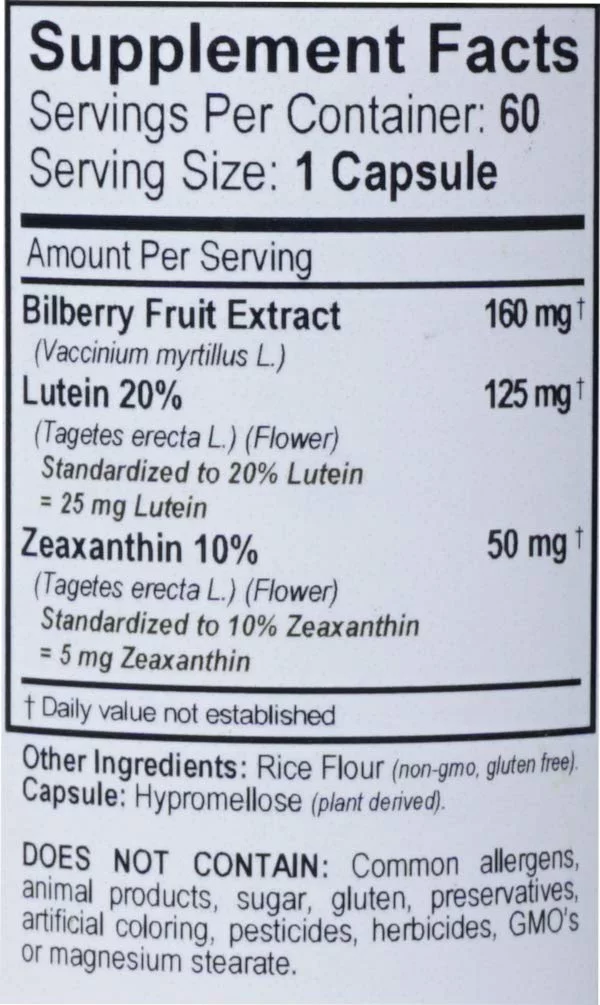 Supplement Facts
Servings Per Container: 60
Serving Size: 1 Capsule
Amount Per Serving
Bilberry Fruit Extract 160 mg†
(Vaccinium myrtillus L.)
Lutein 20% 125 mg†
(Tagetes erecta L.) (Flower)
Standardized to 20% Lutein
= 25 mg Lutein
Zeaxanthin 10% 50 mg †
(Tagetes erecta L.) (Flower)
Standardized to 10% Zeaxanthin
= 5 mg Zeaxanthin
† Daily value not established
Other Ingredients: Rice Flour (non-gmo, gluten free).
Capsule: Hypromellose (plant derived).
DOES NOT CONTAIN: Common allergens,
animal products, sugar, gluten, preservatives,
artificial coloring, pesticides, herbicides, GMO's
or magnesium stearate.